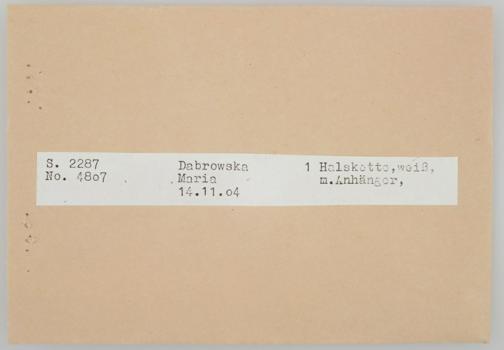 S. 2287 Dabrowska 1 Halskette,weiß,
No. 48o7 Maria m.Anhänger,
14.11.o4